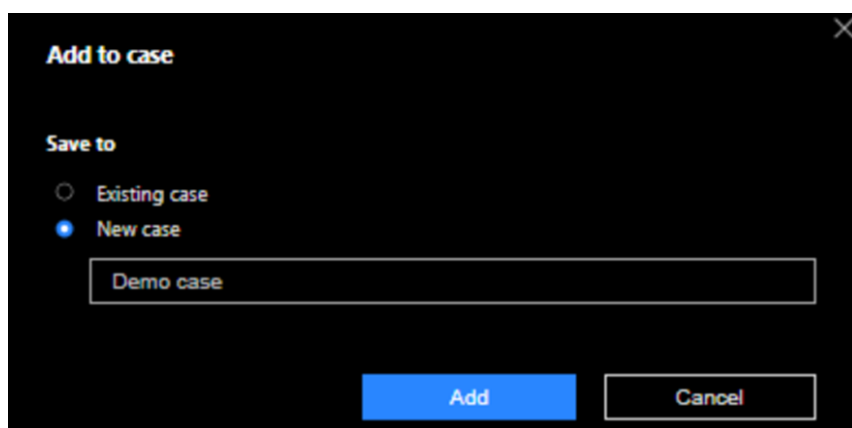 Add to case
Save to
Existing case
New case
Demo case
Add
Cancel